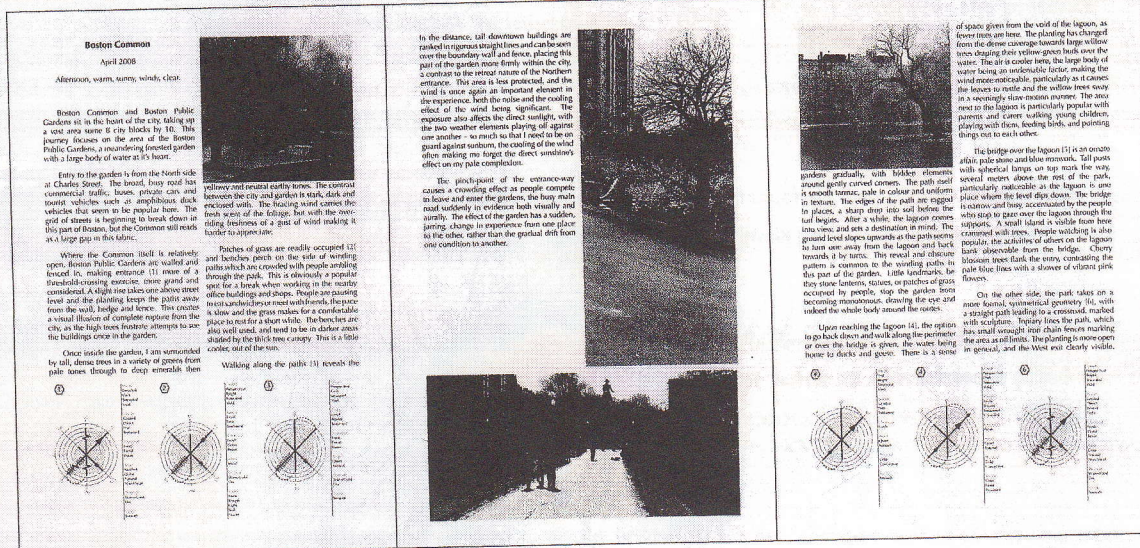 Boston Common
April 2008
Afternoon, warm, sunny, windy, clear.
Boston Common and Boston Public
Gardens sit in the heart of the city, taking up
a vast area some 8 city blocks by 10. This
journey focuses on the area of the Boston
Public Gardens, a meandering forested garden
with a large body of water at it's heart.
Entry to the garden is from the North side
at Charles Street. The broad, busy road has
commercial traffic, buses, private cars and
tourist vehicles such as amphibious duck
vehicles that seem to be popular here. The
grid of streets is beginning to break down in
this part of Boston, but the Common still reads
as a large gap in this fabric.
Where the Common itself is relatively
open, Boston Public Gardens are walled and
fenced in, making entrance (1) more of a
threshold-crossing exercise, more grand and
considered. A slight rise takes one above street
level and the planting keeps the paths away
from the wall, hedge and fence. This creates
a visual illusion of complete rupture from the
city, as the high trees frustrate attempts to see
the buildings once in the garden.
Once inside the garden, I am surrounded
by tall, dense trees in a variety of greens from
pale tones through to deep emeralds then
yellowy and neutral earthy tones. The contrast
between the city and garden is stark, dark and
enclosed with. The bracing wind carries the
fresh scent of the foliage, but with the over-
riding freshness of a gust of wind making it
harder to appreciate.
Patches of grass are readily occupied (2)
and benches perch on the side of winding
paths which are crowded with people ambling
through the park. This is obviously a popular
spot for a break when working in the nearby
office buildings and shops. People are pausing
to eat sandwiches or meet with friends, the pace
is slow and the grass makes for a comfortable
place to rest for a short while. The benches are
also well used, and tend to be in darker areas
shaded by the thick tree canopy. This is a little
cooler, out of the sun.
Walking along the paths (3) reveals the
1
2
3
In the distance, tall downtown buildings are
ranked in rigorous straight lines and can be seen
over the boundary wall and fence, placing this
part of the garden more firmly within the city,
a contrast to the retreat nature of the Northern
entrance. This area is less protected, and the
wind is once again an important element in
the experience, both the noise and the cooling
effect of the wind being significant. The
exposure also affects the direct sunlight, with
the two weather elements playing off against
one another – so much so that I need to be on
guard against sunburn, the cooling of the wind
often making me forget the direct sunshine's
effect on my pale complexion.
The pinch-point of the entrance-way
causes a crowding effect as people compete
to leave and enter the gardens, the busy main
road suddenly in evidence both visually and
aurally. The effect of the garden has a sudden,
jarring, change in experience from one place
to the other, rather than the gradual drift from
one condition to another.
gardens gradually, with hidden elements
around gently curved corners. The path itself
is smooth tarmac, pale in colour and uniform
in texture. The edges of the path are ragged
in places, a sharp drop into soil before the
turf begins. After a while, the lagoon comes
into view, and sets a destination in mind. The
ground level slopes upwards as the path seems
to turn one away from the lagoon and back
towards it by turns. This reveal and obscure
pattern is common to the winding paths in
this part of the garden. Little landmarks, be
they stone lanterns, statues, or patches of grass
occupied by people, stop the garden from
becoming monotonous, drawing the eye and
indeed the whole body around the routes.
Upon reaching the lagoon (4), the option
to go back down and walk along the perimeter
or over the bridge is given, the water being
home to ducks and geese. There is a sense
of space given from the void of the lagoon, as
fewer trees are here. The planting has changed
from the dense coverage towards large willow
trees draping their yellow-green buds over the
water. The air is cooler here, the large body of
water being an undeniable factor, making the
wind more noticeable, particularly as it causes
the leaves to rustle and the willow trees sway
in a seemingly slow-motion manner. The area
next to the lagoon is particularly popular with
parents and carers walking young children,
playing with them, feeding birds, and pointing
things out to each other.
The bridge over the lagoon (5) is an ornate
affair, pale stone and blue ironwork. Tall posts
with spherical lamps on top mark the way,
several meters above the rest of the park,
particularly noticeable as the lagoon is one
place where the level dips down. The bridge
is narrow and busy, accentuated by the people
who stop to gaze over the lagoon through the
supports. A small island is visible from here
crammed with trees. People watching is also
popular, the activities of others on the lagoon
bank observable from the bridge. Cherry
blossom trees flank the entry, contrasting the
pale blue lines with a shower of vibrant pink
flowers.
On the other side, the park takes on a
more formal, symmetrical geometry (6), with
a straight path leading to a crossroad, marked
with sculpture. Topiary lines the path, which
has small wrought iron chain fences marking
the area as off limits. The planting is more open
in general, and the West exit clearly visible.
4
5
6